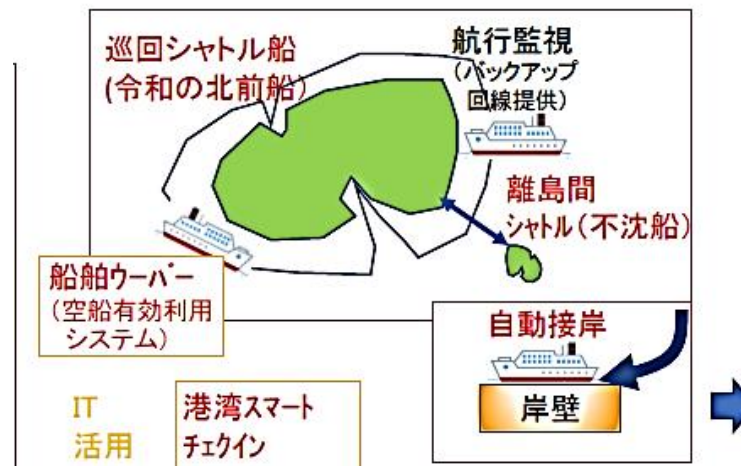 巡回シャトル船
(令和の北前船)
航行監視
(バックアップ
回線提供)
離島間
シャトル(不沈船)
船舶ウーバー
(空船有効利用
システム)
自動接岸
岸壁
IT
活用
港湾スマート
チェクイン